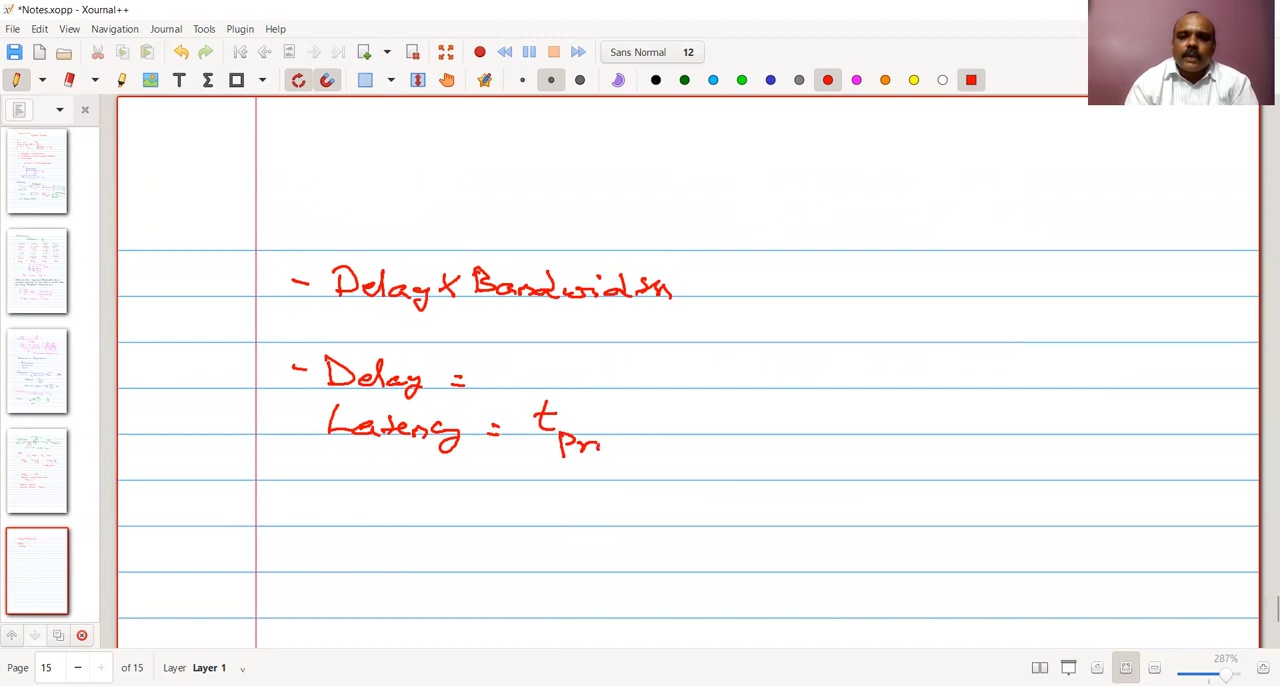 *Notes.xopp - Xournal++
File Edit View Navigation Journal Tools Plugin Help
Sans Normal 12
- Delay X Bandwidth
- Delay =
Latency = t
pr
Page 15 of 15 Layer Layer 1 287%